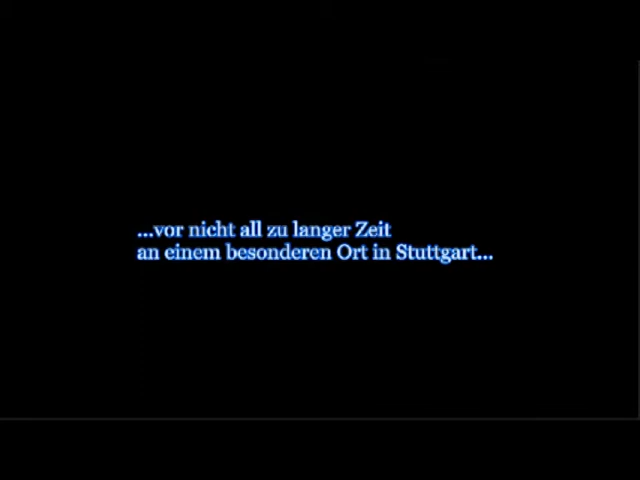 ...vor nicht all zu langer Zeit
an einem besonderen Ort in Stuttgart...